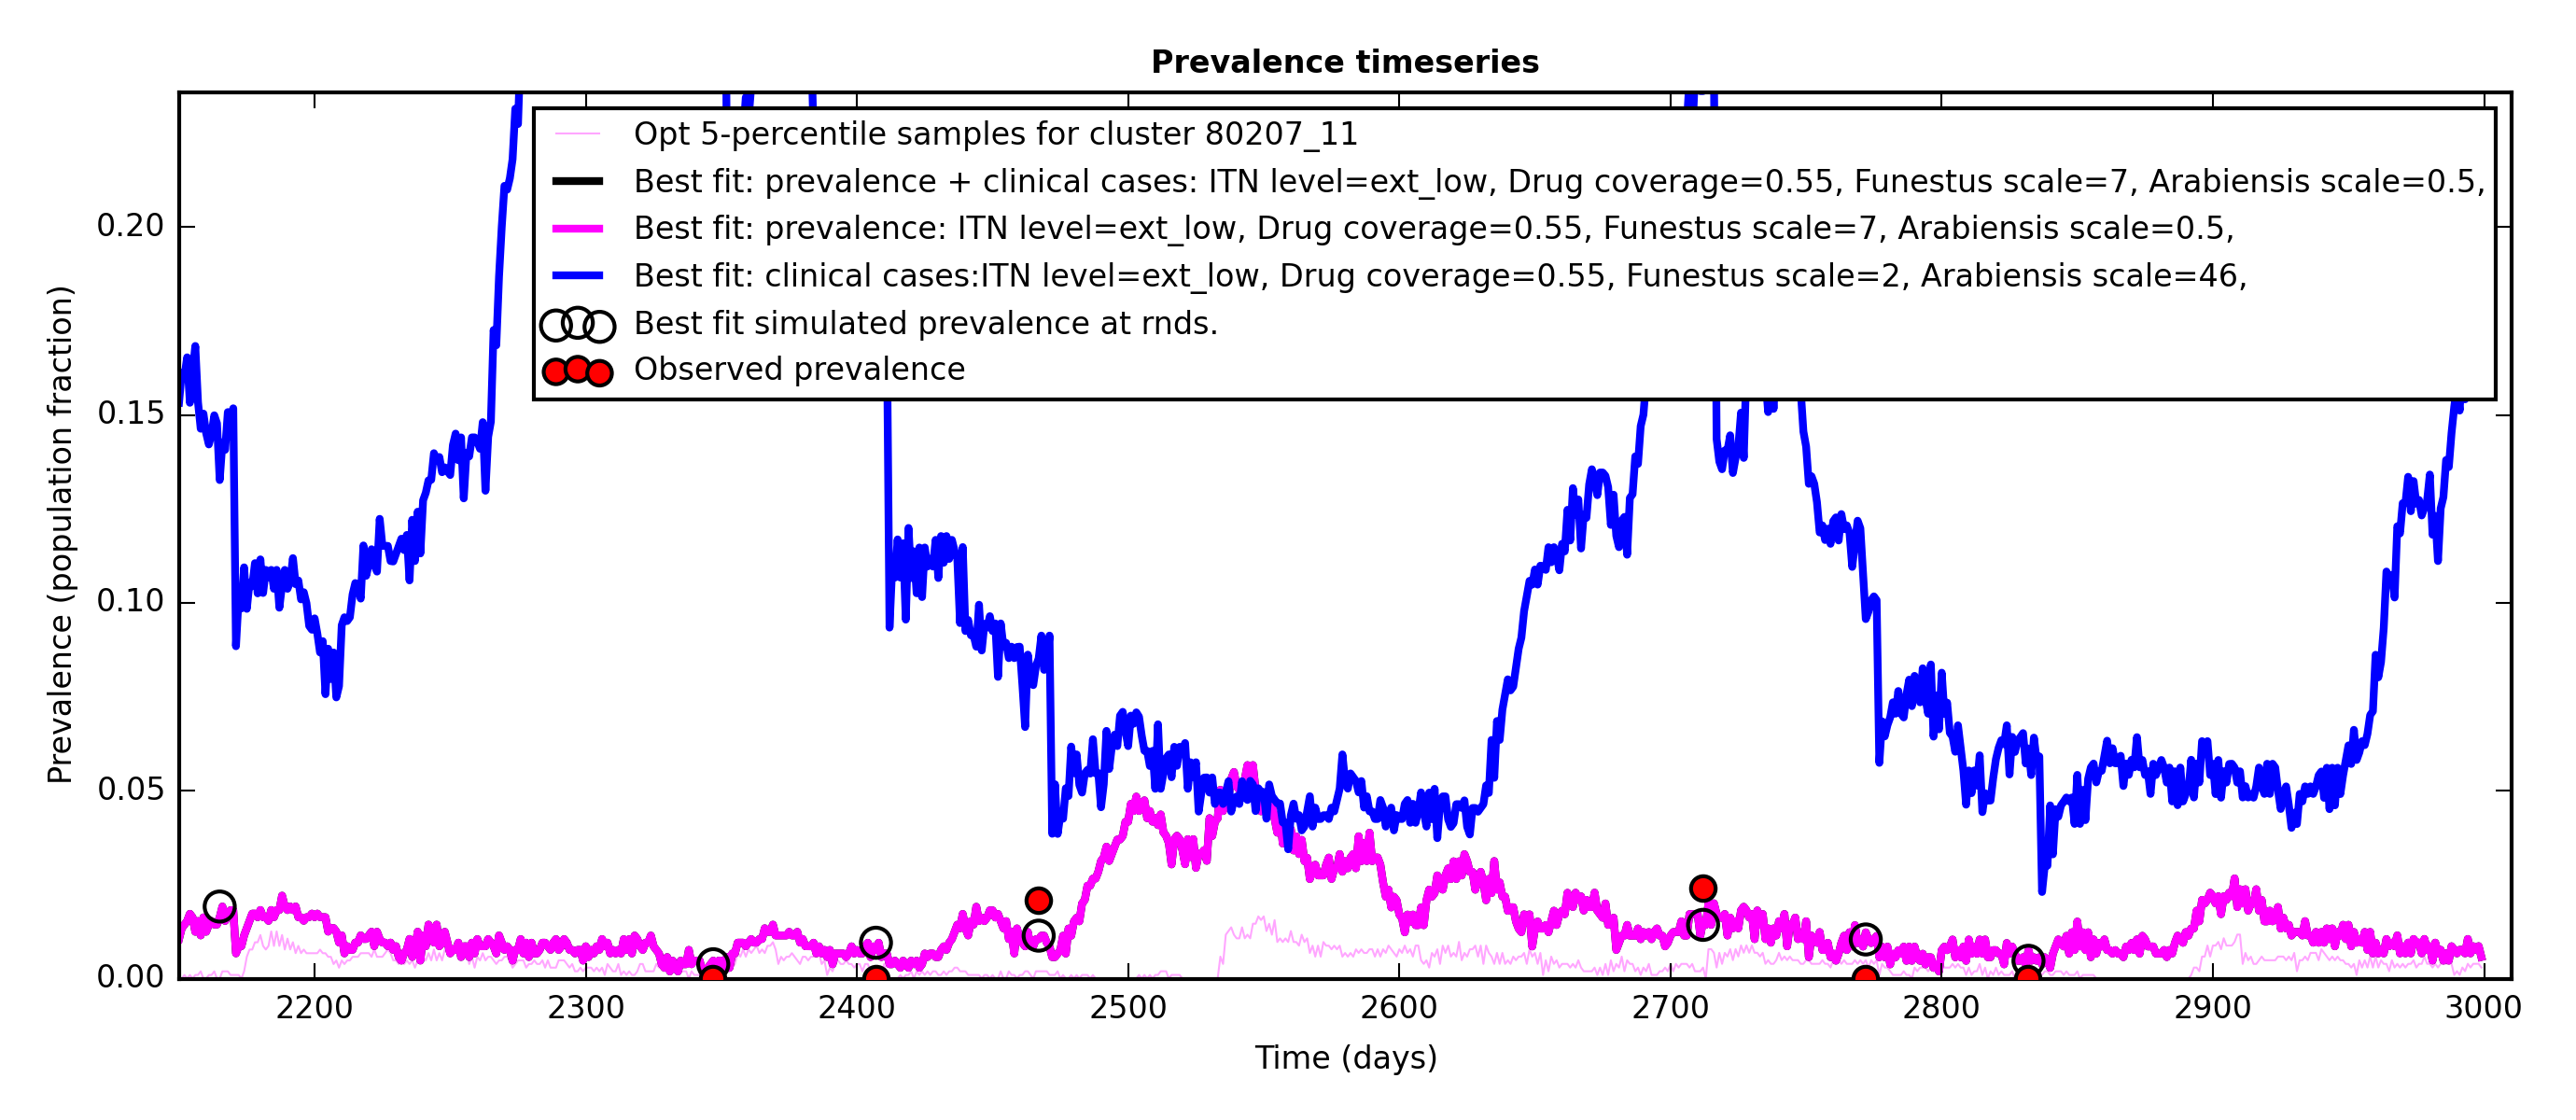 Prevalence timeseries
Opt 5-percentile samples for cluster 80207_11
Best fit: prevalence + clinical cases: ITN level=ext_low, Drug coverage=0.55, Funestus scale=7, Arabiensis scale=0.5,
Best fit: prevalence: ITN level=ext_low, Drug coverage=0.55, Funestus scale=7, Arabiensis scale=0.5,
Best fit: clinical cases:ITN level=ext_low, Drug coverage=0.55, Funestus scale=2, Arabiensis scale=46,
Best fit simulated prevalence at rnds.
Observed prevalence
Prevalence (population fraction)
0.20
0.15
0.10
0.05
0.00
2200 2300 2400 2500 2600 2700 2800 2900 3000
Time (days)